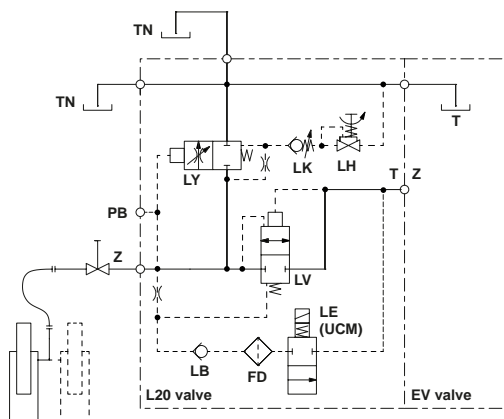 TN
TN
T
LY
LK
LH
PB
T
Z
Z
LV
LE
(UCM)
LB
FD
L20 valve
EV valve